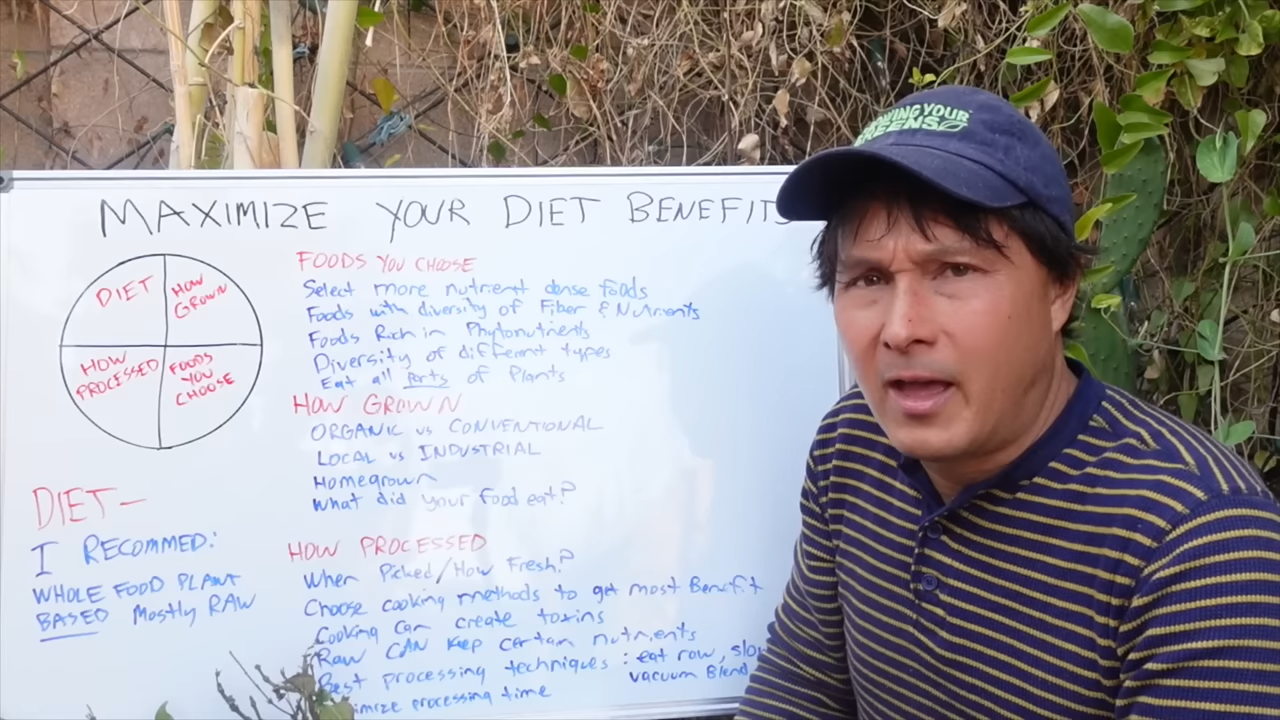 MAXIMIZE YOUR DIET BENEFITS
DIET
HOW GROWN
HOW PROCESSED
FOODS YOU CHOOSE
DIET-
I RECOMMED:
WHOLE FOOD PLANT
BASED Mostly RAW
FOODS YOU CHOOSE
Select more nutrient dense foods
Foods with diversity of Fiber & Nutrients
Foods Rich in Phytonutrients
Diversity of different types
Eat all Parts of Plants
HOW GROWN
ORGANIC vs CONVENTIONAL
LOCAL vs INDUSTRIAL
Homegrown
What did your food eat?
HOW PROCESSED
When Picked/How Fresh?
Choose cooking methods to get most Benefit
Cooking can create toxins
Raw CAN Keep certain nutrients
Best processing techniques: eat raw, slow
vacuum Blend
processing time
YOUR
GREENS